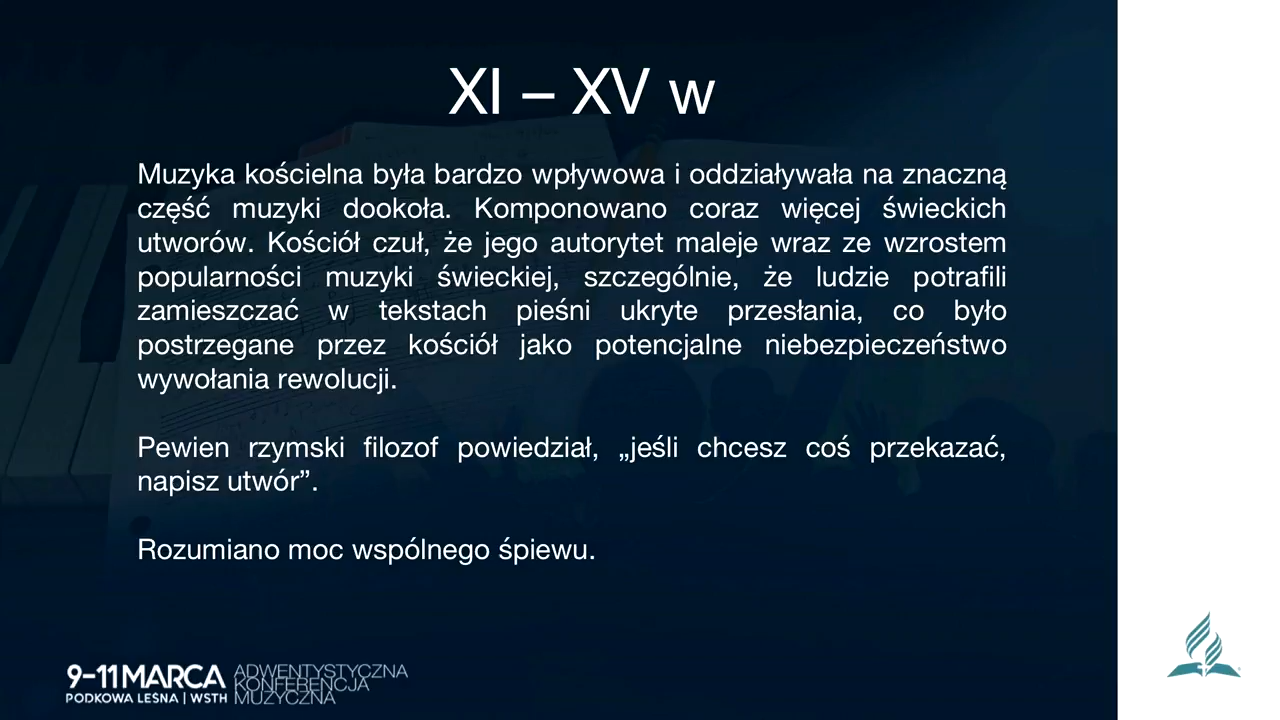 XI – XV w
Muzyka kościelna była bardzo wpływowa i oddziaływała na znaczną
część muzyki dookoła. Komponowano coraz więcej świeckich
utworów. Kościół czuł, że jego autorytet maleje wraz ze wzrostem
popularności muzyki świeckiej, szczególnie, że ludzie potrafili
zamieszczać w tekstach pieśni ukryte przesłania, co było
postrzegane przez kościół jako potencjalne niebezpieczeństwo
wywołania rewolucji.
Pewien rzymski filozof powiedział, „jeśli chcesz coś przekazać,
napisz utwór”.
Rozumiano moc wspólnego śpiewu.
9-11 MARCA
PODKOWA LEŚNA | WSTH
ADWENTYSTYCZNA
KONFERENCJA
MUZYCZNA